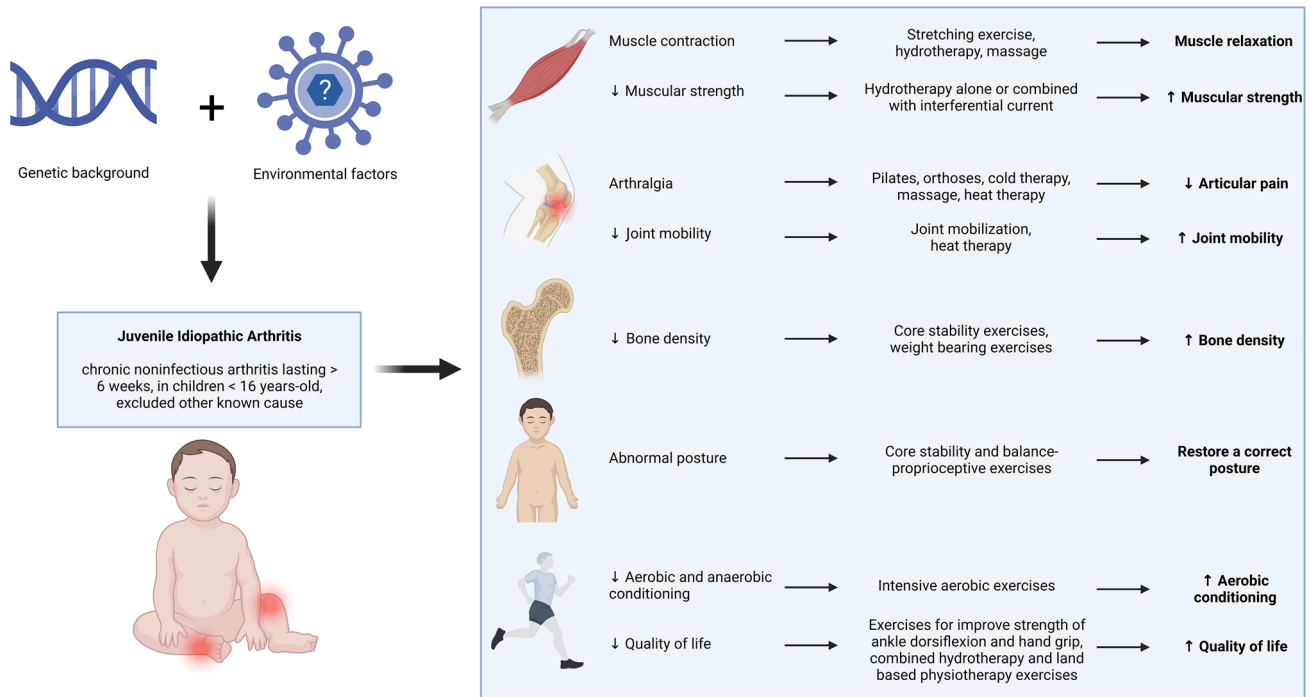 ?
Genetic background
+
Environmental factors
Juvenile Idiopathic Arthritis
chronic noninfectious arthritis lasting >
6 weeks, in children < 16 years-old,
excluded other known cause
Muscle contraction
Stretching exercise,
hydrotherapy, massage
Muscle relaxation
↓ Muscular strength
Hydrotherapy alone or combined
with interferential current
↑ Muscular strength
Arthralgia
Pilates, orthoses, cold therapy,
massage, heat therapy
↓ Articular pain
↓ Joint mobility
Joint mobilization,
heat therapy
↑ Joint mobility
↓ Bone density
Core stability exercises,
weight bearing exercises
↑ Bone density
Abnormal posture
Core stability and balance-
proprioceptive exercises
Restore a correct
posture
↓ Aerobic and anaerobic
conditioning
Intensive aerobic exercises
↑ Aerobic
conditioning
↓ Quality of life
Exercises for improve strength of
ankle dorsiflexion and hand grip,
combined hydrotherapy and land
based physiotherapy exercises
↑ Quality of life